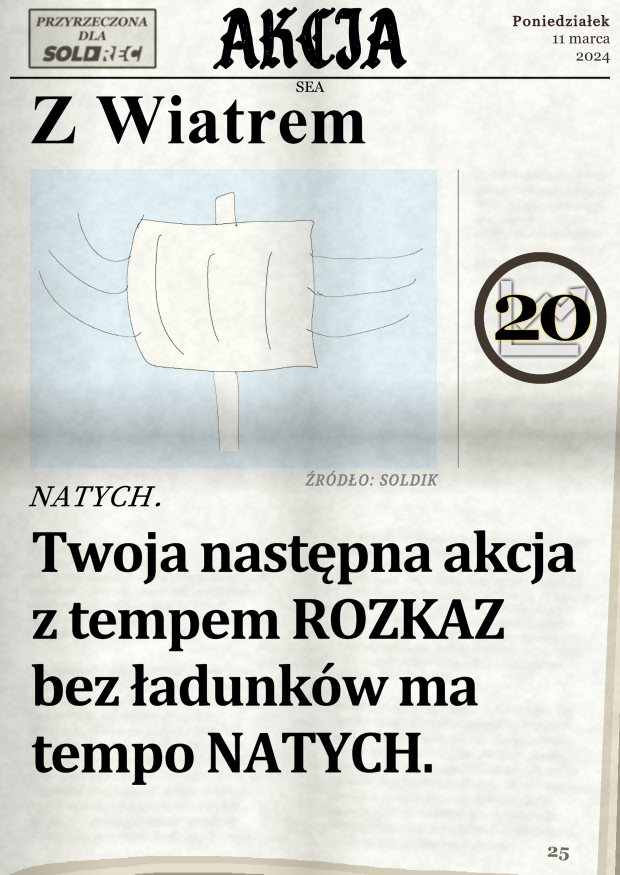 PRZYRZECZONA
DLA
SOLDREC
AKCJA
Poniedziałek
11 marca
2024
SEA
Z Wiatrem
20
ŹRÓDŁO: SOLDIK
NATYCH.
Twoja następna akcja
z tempem ROZKAZ
bez ładunków ma
tempo NATYCH.
25